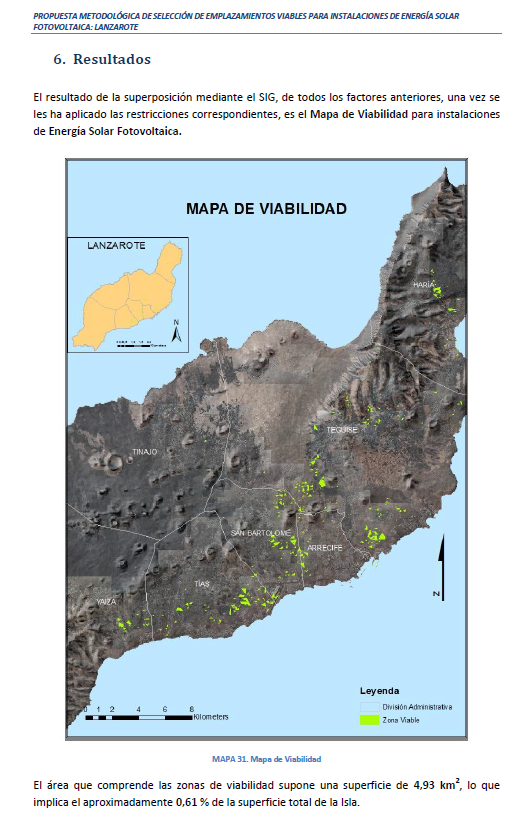 PROPUESTA METODOLÓGICA DE SELECCIÓN DE EMPLAZAMIENTOS VIABLES PARA INSTALACIONES DE ENERGÍA SOLAR
FOTOVOLTAICA: LANZAROTE
6. Resultados
El resultado de la superposición mediante el SIG, de todos los factores anteriores, una vez se
les ha aplicado las restricciones correspondientes, es el Mapa de Viabilidad para instalaciones
de Energía Solar Fotovoltaica.
MAPA DE VIABILIDAD
LANZAROTE
N
HARÍA
TEGUISE
TINAJO
SAN BARTOLOMÉ
ARRECIFE
TÍAS
YAIZA
N
Leyenda
División Administrativa
Zona Viable
0 1 2 4 6 8
Kilometers
MAPA 31. Mapa de Viabilidad
El área que comprende las zonas de viabilidad supone una superficie de 4,93 km², lo que
implica el aproximadamente 0,61 % de la superficie total de la Isla.